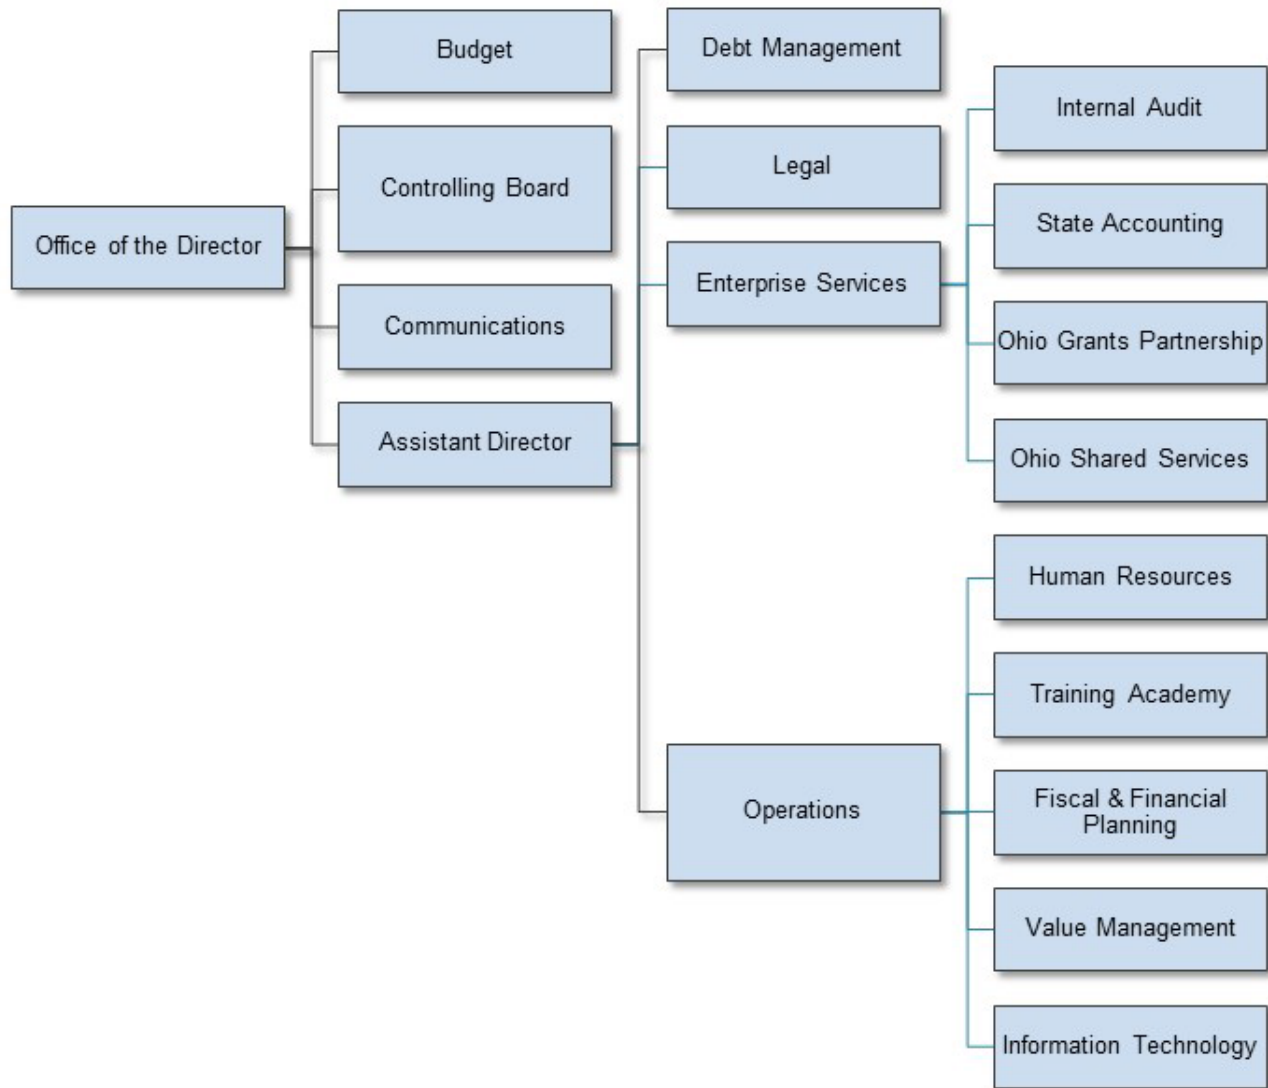 Office of the Director
Budget
Controlling Board
Communications
Assistant Director
Debt Management
Legal
Enterprise Services
Operations
Internal Audit
State Accounting
Ohio Grants Partnership
Ohio Shared Services
Human Resources
Training Academy
Fiscal & Financial
Planning
Value Management
Information Technology